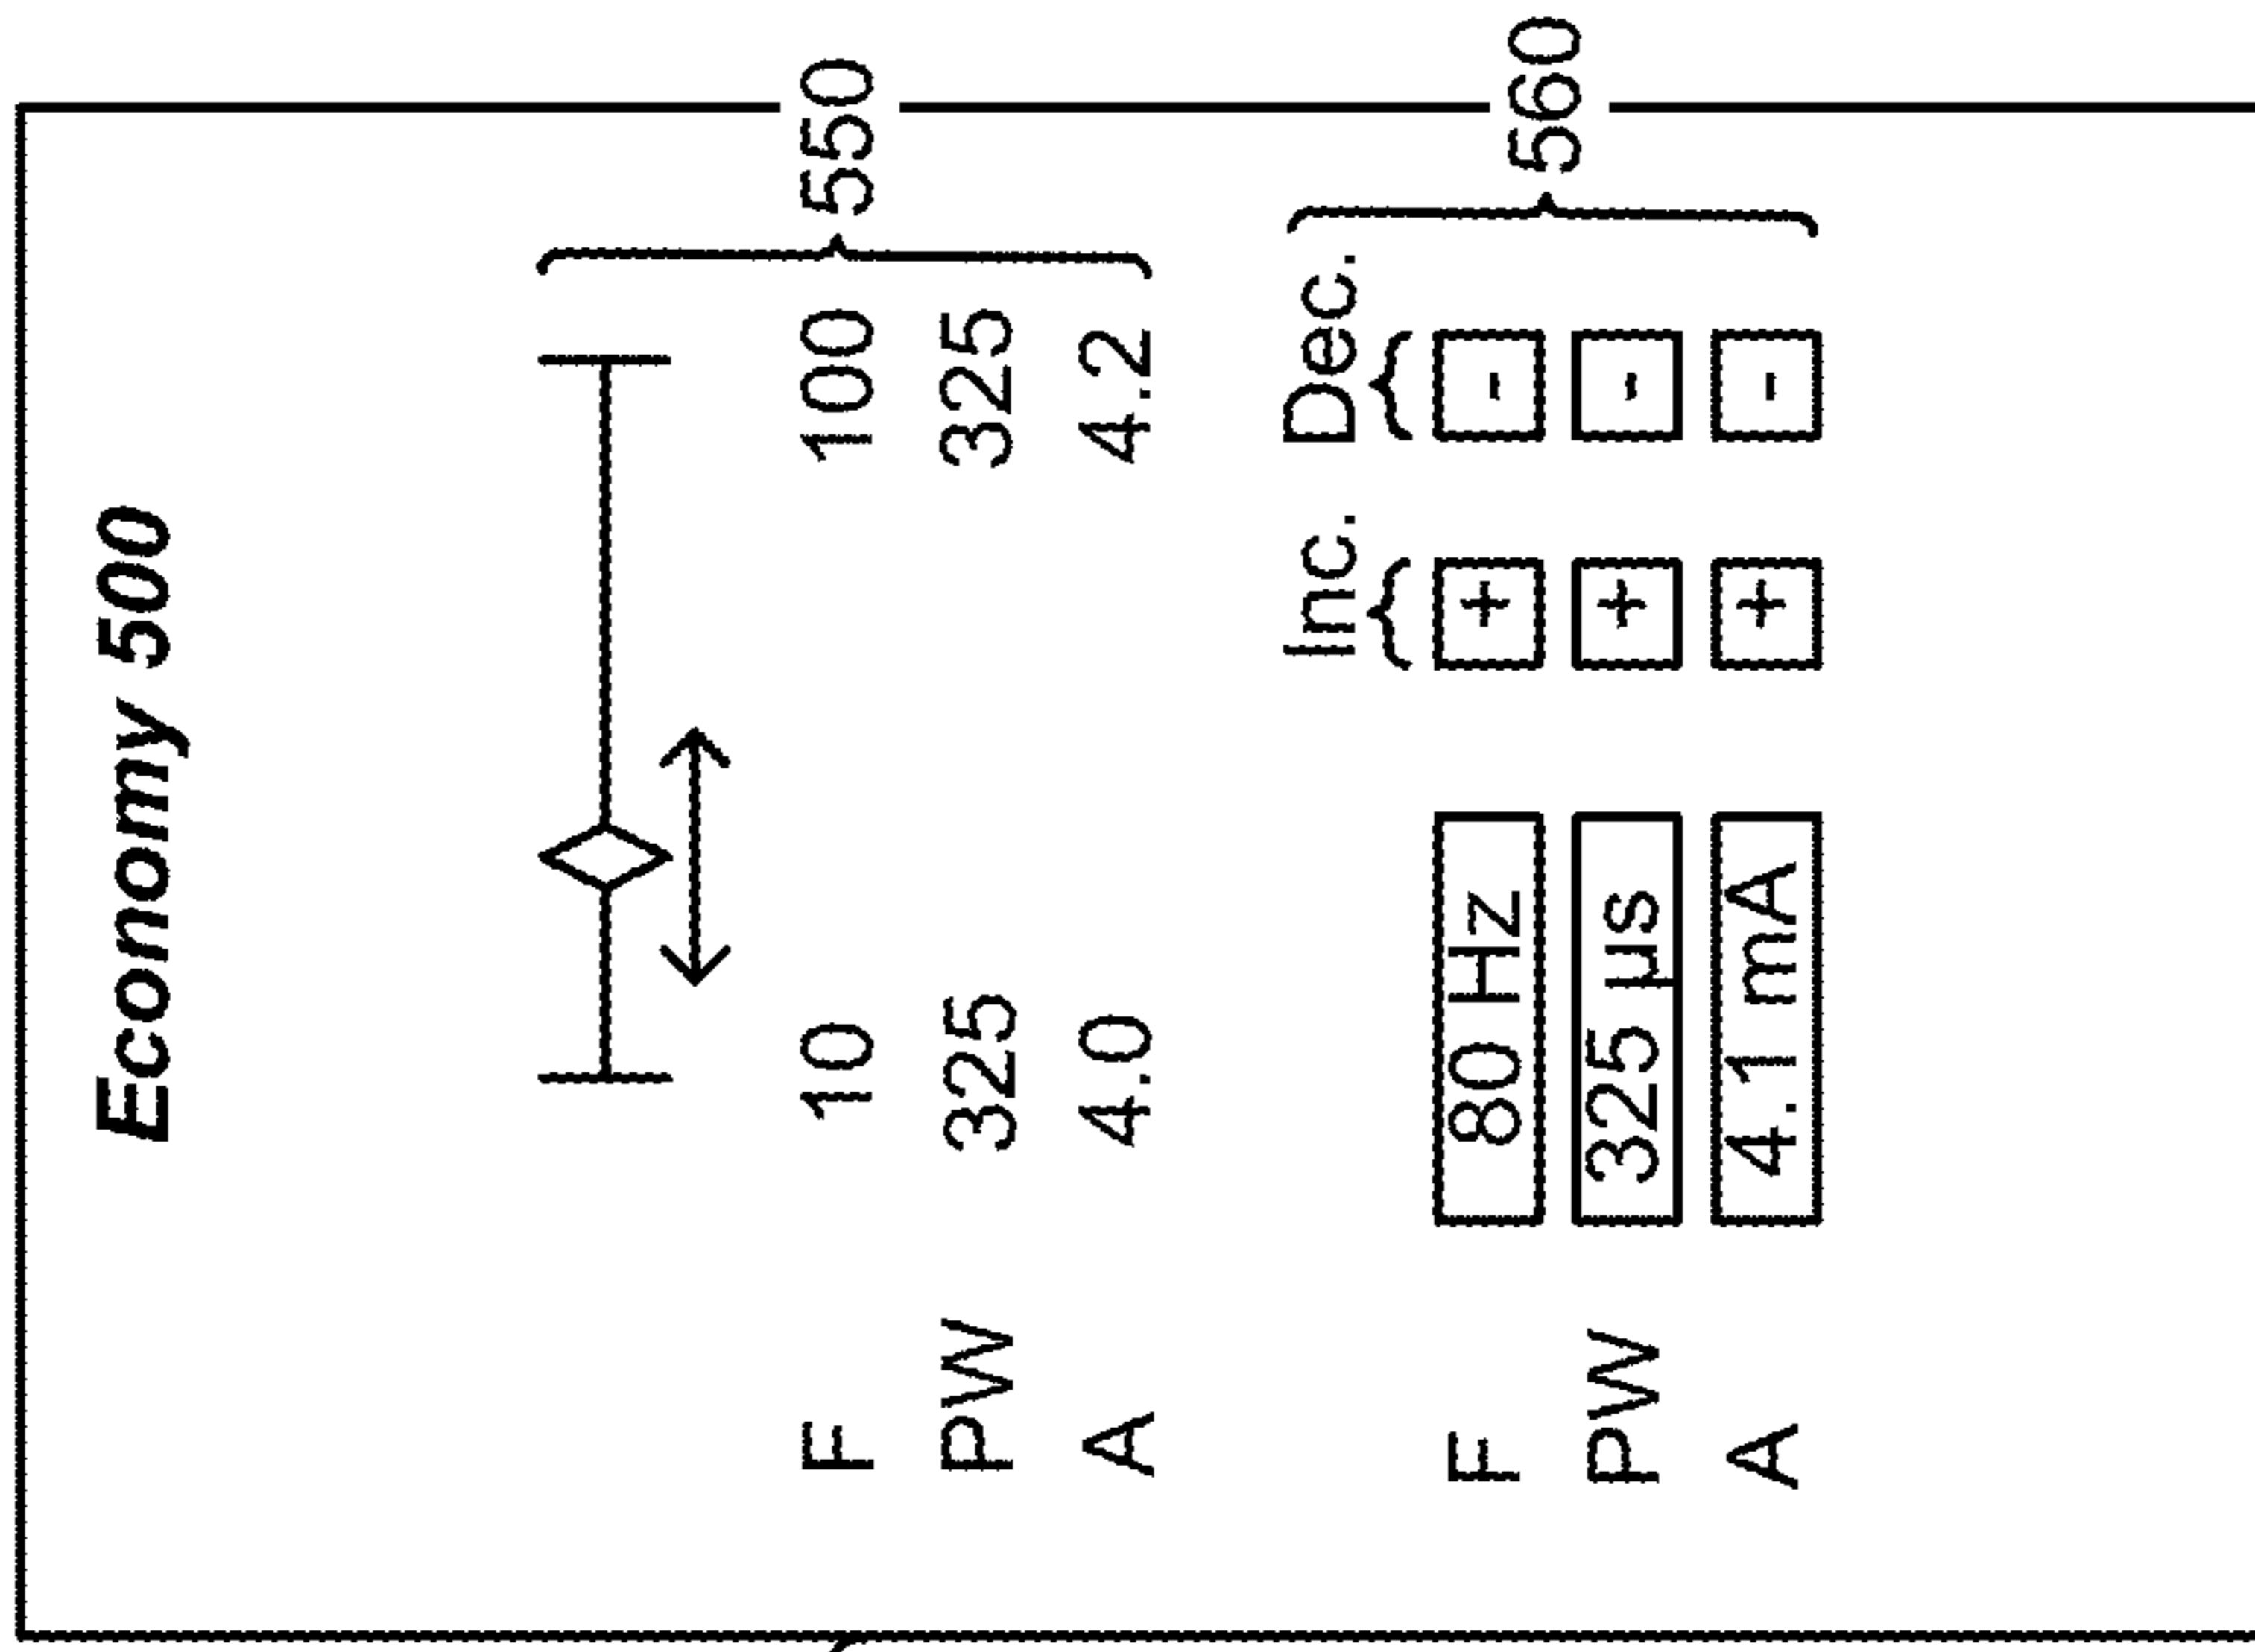 Economy 500
F 10 100
PW 325 325 550
A 4.0 4.2
Inc. Dec.
F 80 Hz + -
PW 325 µs + - 560
A 4.1 mA + -